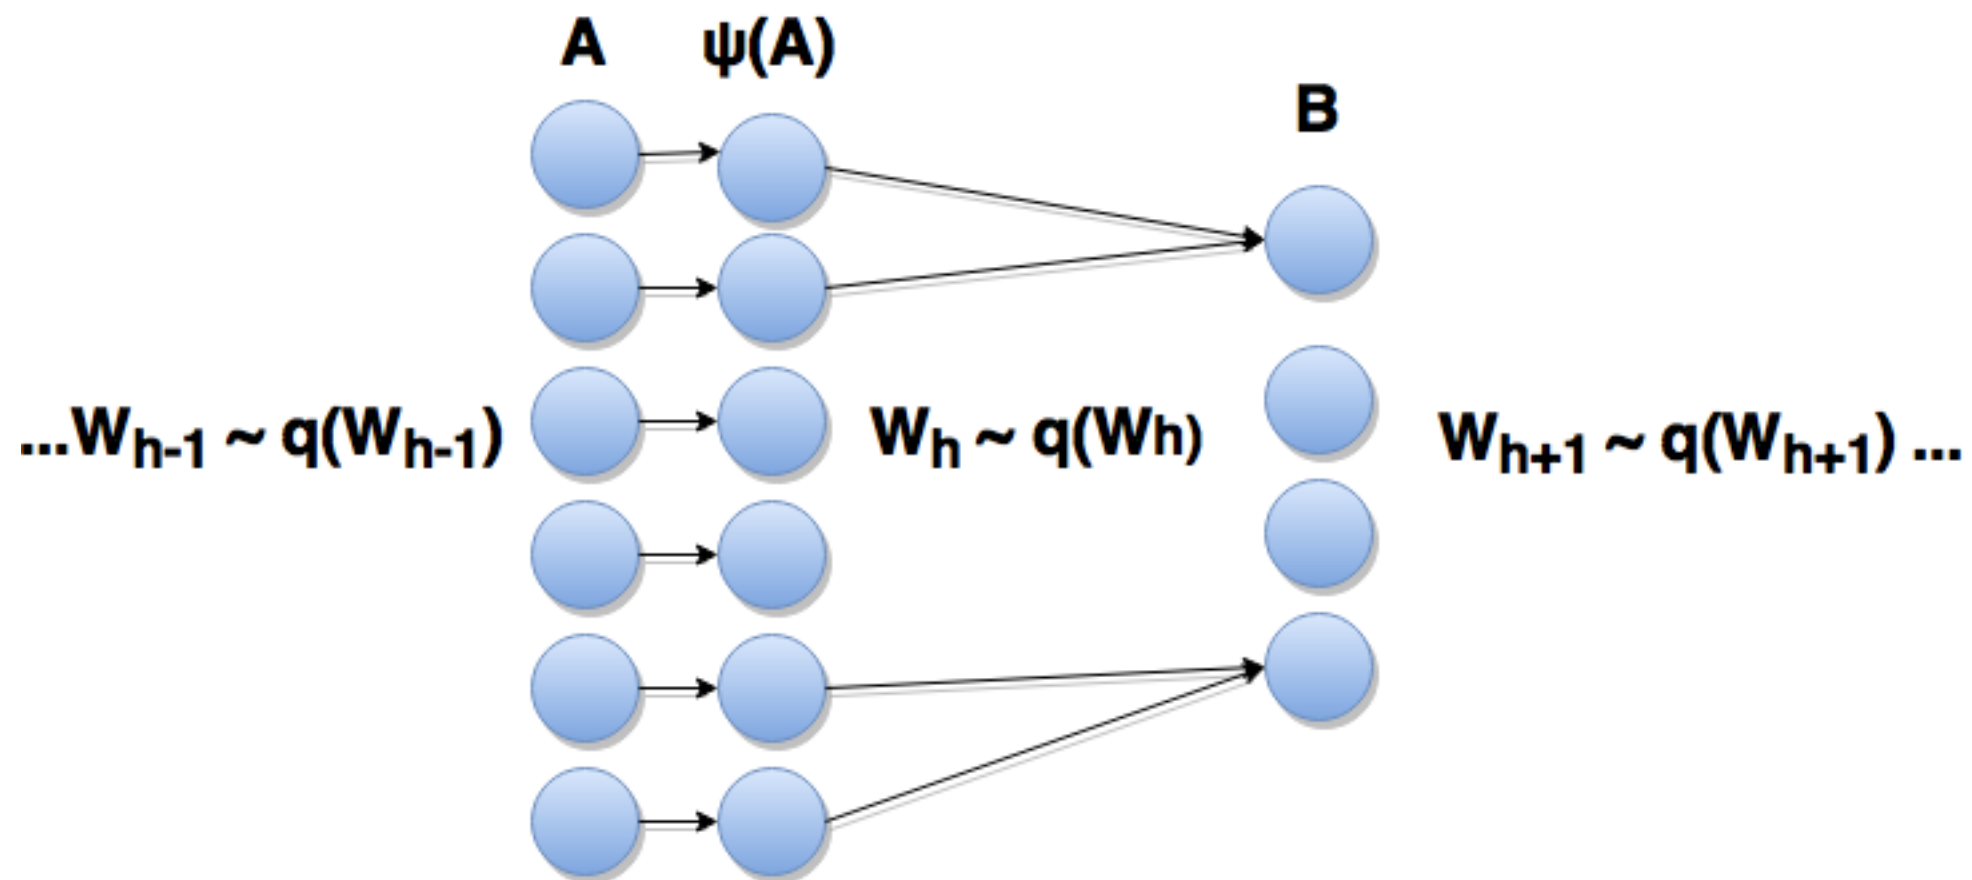 A
ψ(A)
B
...Wh-1 ~ q(Wh-1)
Wh ~ q(Wh)
Wh+1 ~ q(Wh+1) ...